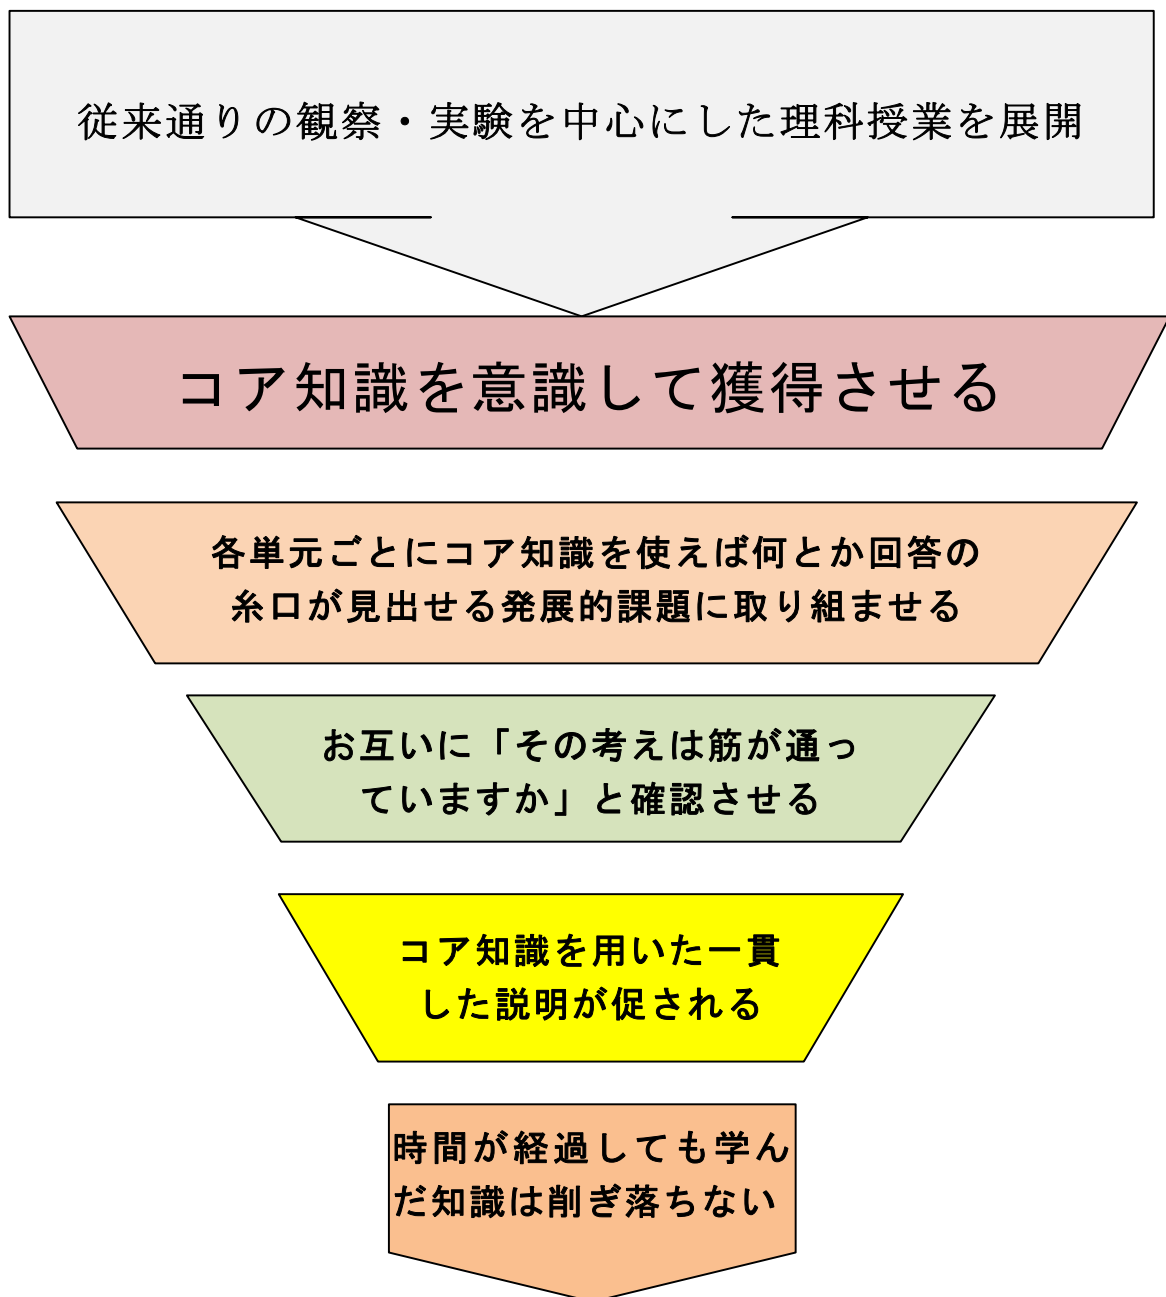 従来通りの観察・実験を中心にした理科授業を展開
コア知識を意識して獲得させる
各単元ごとにコア知識を使えば何とか回答の
糸口が見出せる発展的課題に取り組ませる
お互いに「その考えは筋が通っ
ていますか」と確認させる
コア知識を用いた一貫
した説明が促される
時間が経過しても学ん
だ知識は削ぎ落ちない